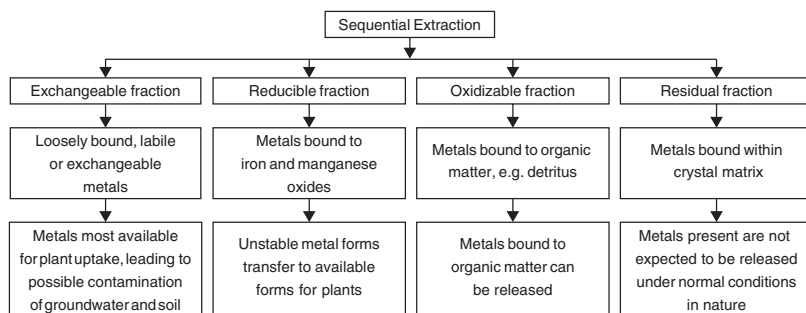 Sequential Extraction
Exchangeable fraction
Reducible fraction
Oxidizable fraction
Residual fraction
Loosely bound, labile
or exchangeable
metals
Metals bound to
iron and manganese
oxides
Metals bound to organic
matter, e.g. detritus
Metals bound within
crystal matrix
Metals most available
for plant uptake, leading to
possible contamination
of groundwater and soil
Unstable metal forms
transfer to available
forms for plants
Metals bound to
organic matter can
be released
Metals present are not
expected to be released
under normal conditions
in nature